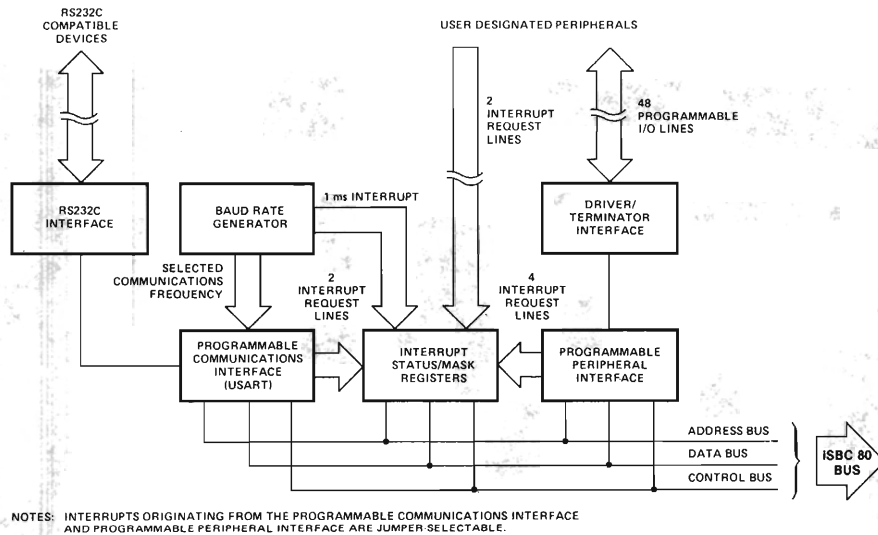 RS232C
COMPATIBLE
DEVICES
USER DESIGNATED PERIPHERALS
2
INTERRUPT
REQUEST
LINES
48
PROGRAMMABLE
I/O LINES
RS232C
INTERFACE
BAUD RATE
GENERATOR
1 ms INTERRUPT
DRIVER/
TERMINATOR
INTERFACE
SELECTED
COMMUNICATIONS
FREQUENCY
2
INTERRUPT
REQUEST
LINES
4
INTERRUPT
REQUEST
LINES
PROGRAMMABLE
COMMUNICATIONS
INTERFACE
(USART)
INTERRUPT
STATUS/MASK
REGISTERS
PROGRAMMABLE
PERIPHERAL
INTERFACE
ADDRESS BUS
DATA BUS
CONTROL BUS
iSBC 80
BUS
NOTES: INTERRUPTS ORIGINATING FROM THE PROGRAMMABLE COMMUNICATIONS INTERFACE
AND PROGRAMMABLE PERIPHERAL INTERFACE ARE JUMPER-SELECTABLE.